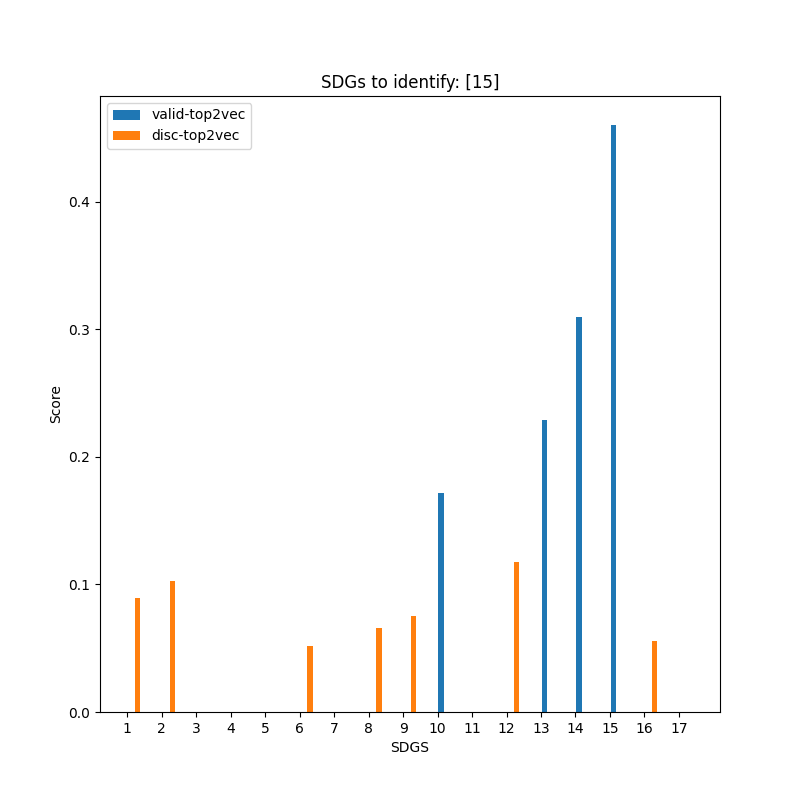 SDGs to identify: [15]
valid-top2vec
disc-top2vec
Score
0.4
0.3
0.2
0.1
0.0
1 2 3 4 5 6 7 8 9 10 11 12 13 14 15 16 17
SDGS